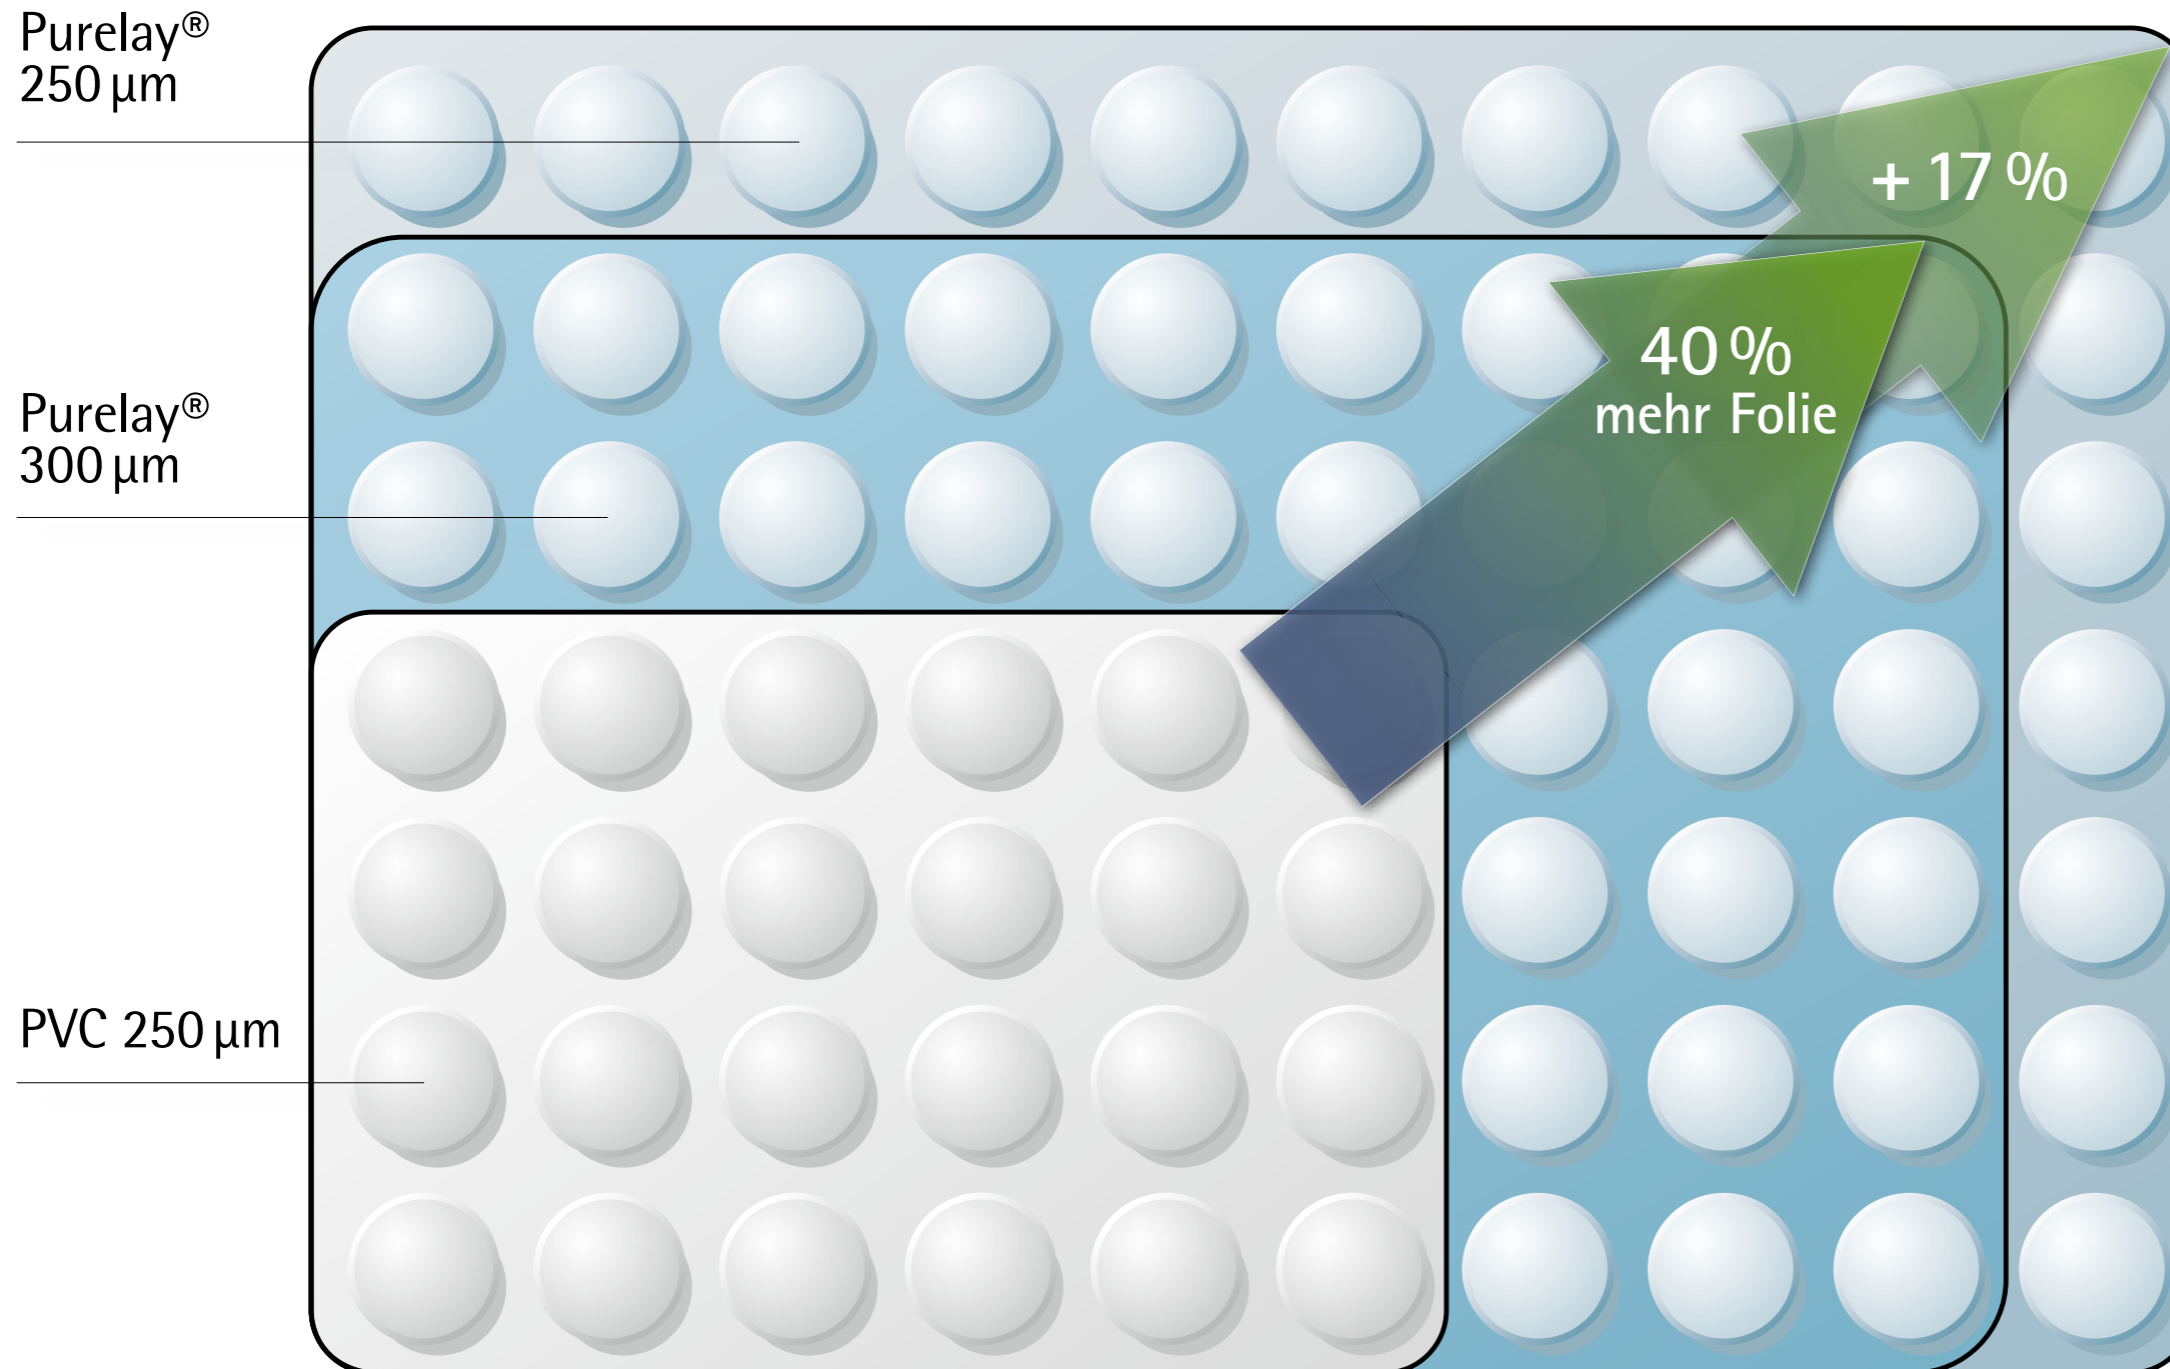 Purelay®
250 µm
+ 17 %
40 %
mehr Folie
Purelay®
300 µm
PVC 250 µm